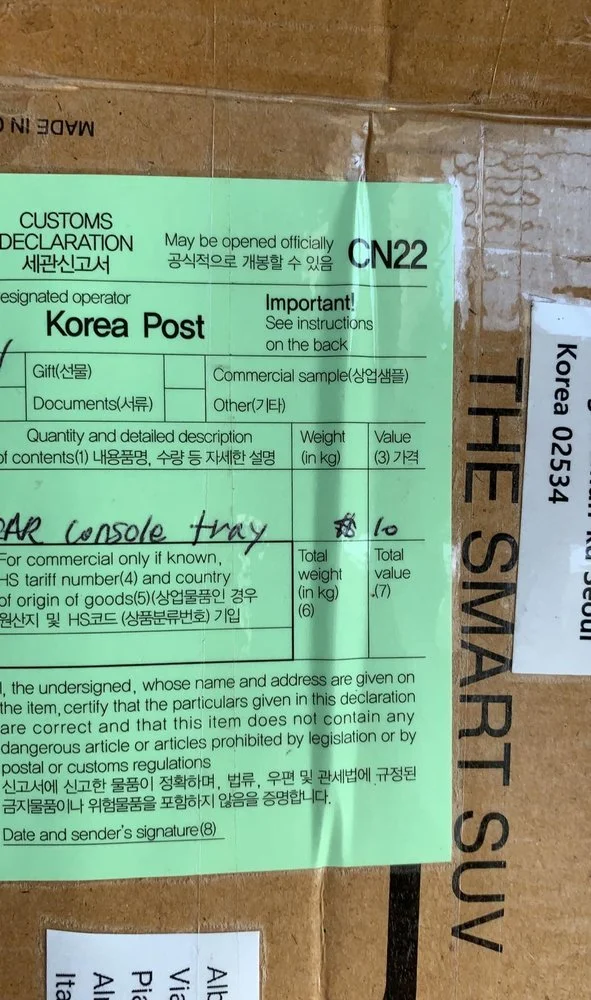 MADE IN
CUSTOMS
DECLARATION
세관신고서
May be opened officially
공식적으로 개봉할 수 있음
CN22
esignated operator
Korea Post
Important!
See instructions
on the back
Gift(선물)
Commercial sample(상업샘플)
Documents(서류)
Other(기타)
Quantity and detailed description
of contents(1) 내용품명, 수량 등 자세한 설명
Weight
(in kg)
Value
(3) 가격
AR console tray
10
For commercial only if known,
HS tariff number(4) and country
of origin of goods(5)(상업물품인 경우
원산지 및 HS코드 (상품분류번호) 기입
Total
weight
(in kg)
(6)
Total
value
(7)
I, the undersigned, whose name and address are given on
the item, certify that the particulars given in this declaration
are correct and that this item does not contain any
dangerous article or articles prohibited by legislation or by
postal or customs regulations
신고서에 신고한 물품이 정확하며, 법류, 우편 및 관세법에 규정된
금지물품이나 위험물품을 포함하지 않음을 증명합니다.
Date and sender's signature(8)
THE SMART SUV
Seoul
Korea 02534
Alb
Via
Pia
Al
Ita